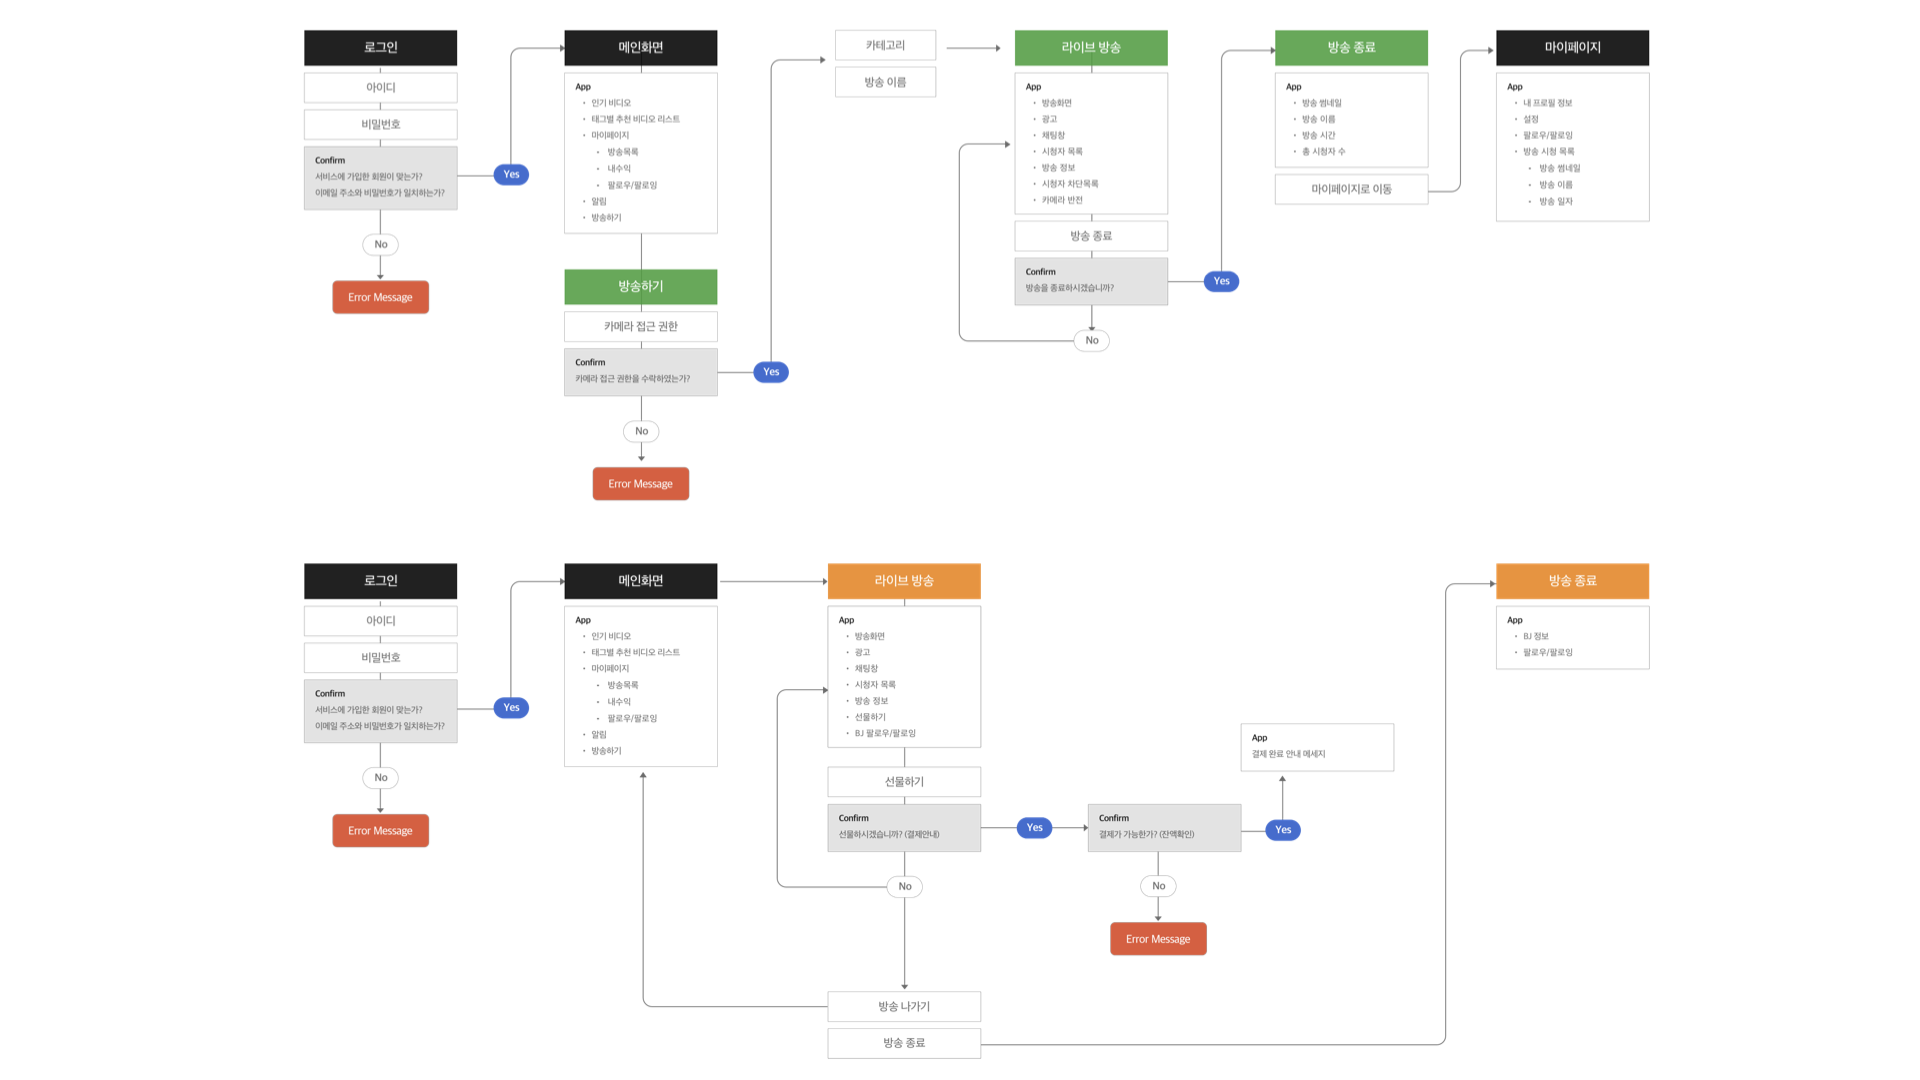 로그인
아이디
비밀번호
Confirm
서비스에 가입한 회원이 맞는가?
이메일 주소와 비밀번호가 일치하는가?
Yes
No
Error Message
메인화면
App
인기 비디오
태그별 추천 비디오 리스트
마이페이지
방송목록
내수익
팔로우/팔로잉
알림
방송하기
방송하기
카메라 접근 권한
Confirm
카메라 접근 권한을 수락하였는가?
Yes
No
Error Message
카테고리
방송 이름
라이브 방송
App
방송화면
광고
채팅창
시청자 목록
방송 정보
시청자 차단목록
카메라 반전
방송 종료
Confirm
방송을 종료하시겠습니까?
Yes
No
방송 종료
App
방송 썸네일
방송 이름
방송 시간
총 시청자 수
마이페이지로 이동
마이페이지
App
내 프로필 정보
설정
팔로우/팔로잉
방송 시청 목록
방송 썸네일
방송 이름
방송 일자
로그인
아이디
비밀번호
Confirm
서비스에 가입한 회원이 맞는가?
이메일 주소와 비밀번호가 일치하는가?
Yes
No
Error Message
메인화면
App
인기 비디오
태그별 추천 비디오 리스트
마이페이지
방송목록
내수익
팔로우/팔로잉
알림
방송하기
라이브 방송
App
방송화면
광고
채팅창
시청자 목록
방송 정보
선물하기
BJ 팔로우/팔로잉
선물하기
Confirm
선물하시겠습니까? (결제안내)
Yes
No
Confirm
결제가 가능한가? (잔액확인)
Yes
No
Error Message
App
결제 완료 안내 메세지
방송 나가기
방송 종료
방송 종료
App
BJ 정보
팔로우/팔로잉